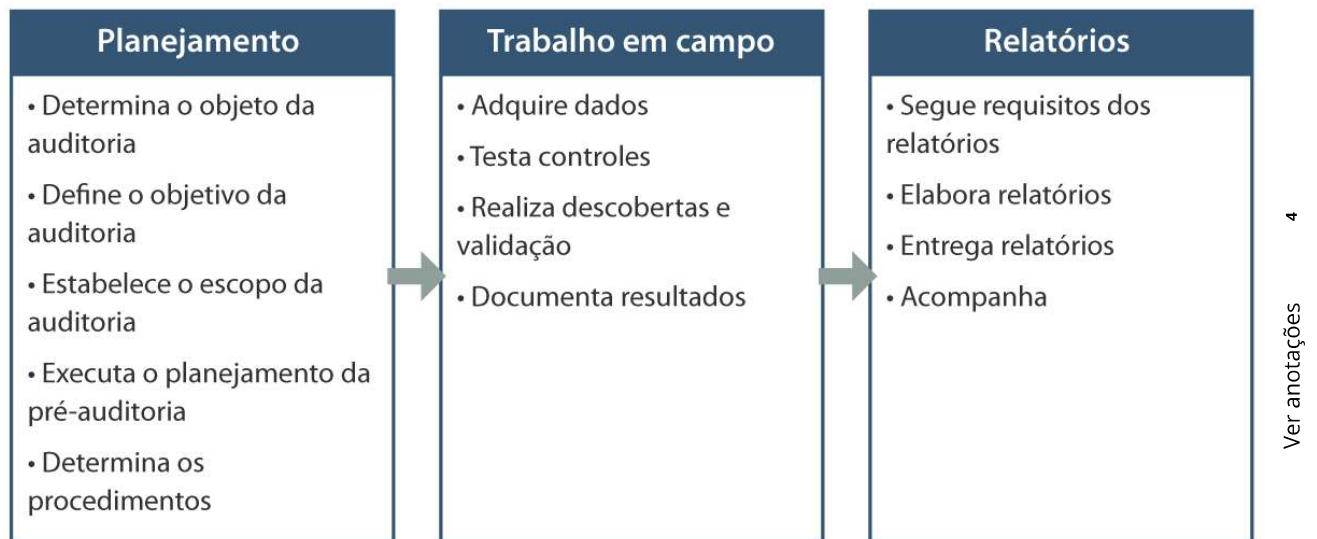 Planejamento
• Determina o objeto da
auditoria
• Define o objetivo da
auditoria
• Estabelece o escopo da
auditoria
• Executa o planejamento da
pré-auditoria
• Determina os
procedimentos
Trabalho em campo
• Adquire dados
• Testa controles
• Realiza descobertas e
validação
• Documenta resultados
Relatórios
• Segue requisitos dos
relatórios
• Elabora relatórios
• Entrega relatórios
• Acompanha
4
Ver anotações